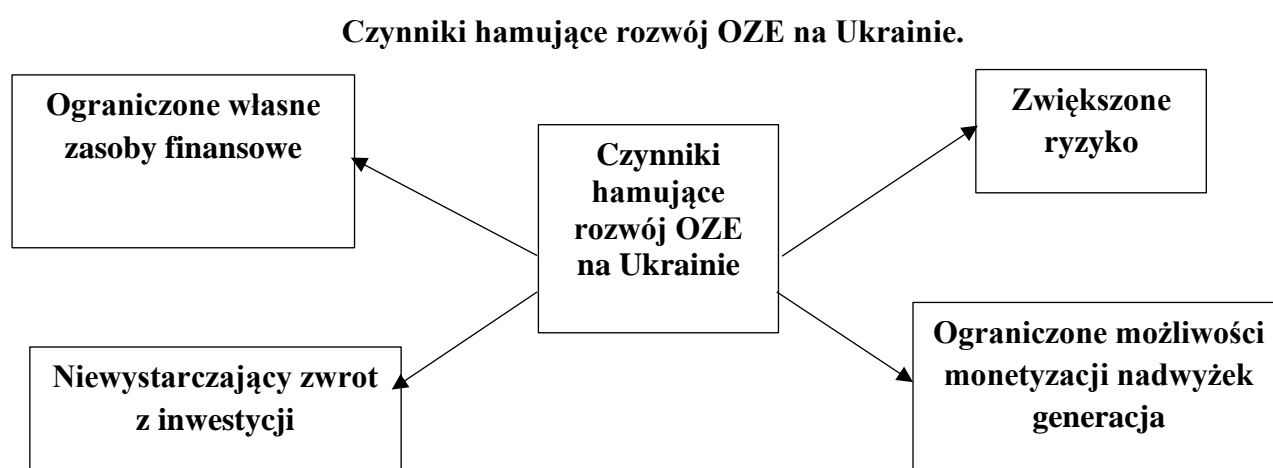 Czynniki hamujące rozwój OZE na Ukrainie.
Ograniczone własne
zasoby finansowe
Zwiększone
ryzyko
Czynniki
hamujące
rozwój OZE
na Ukrainie
Niewystarczający zwrot
z inwestycji
Ograniczone możliwości
monetyzacji nadwyżek
generacja